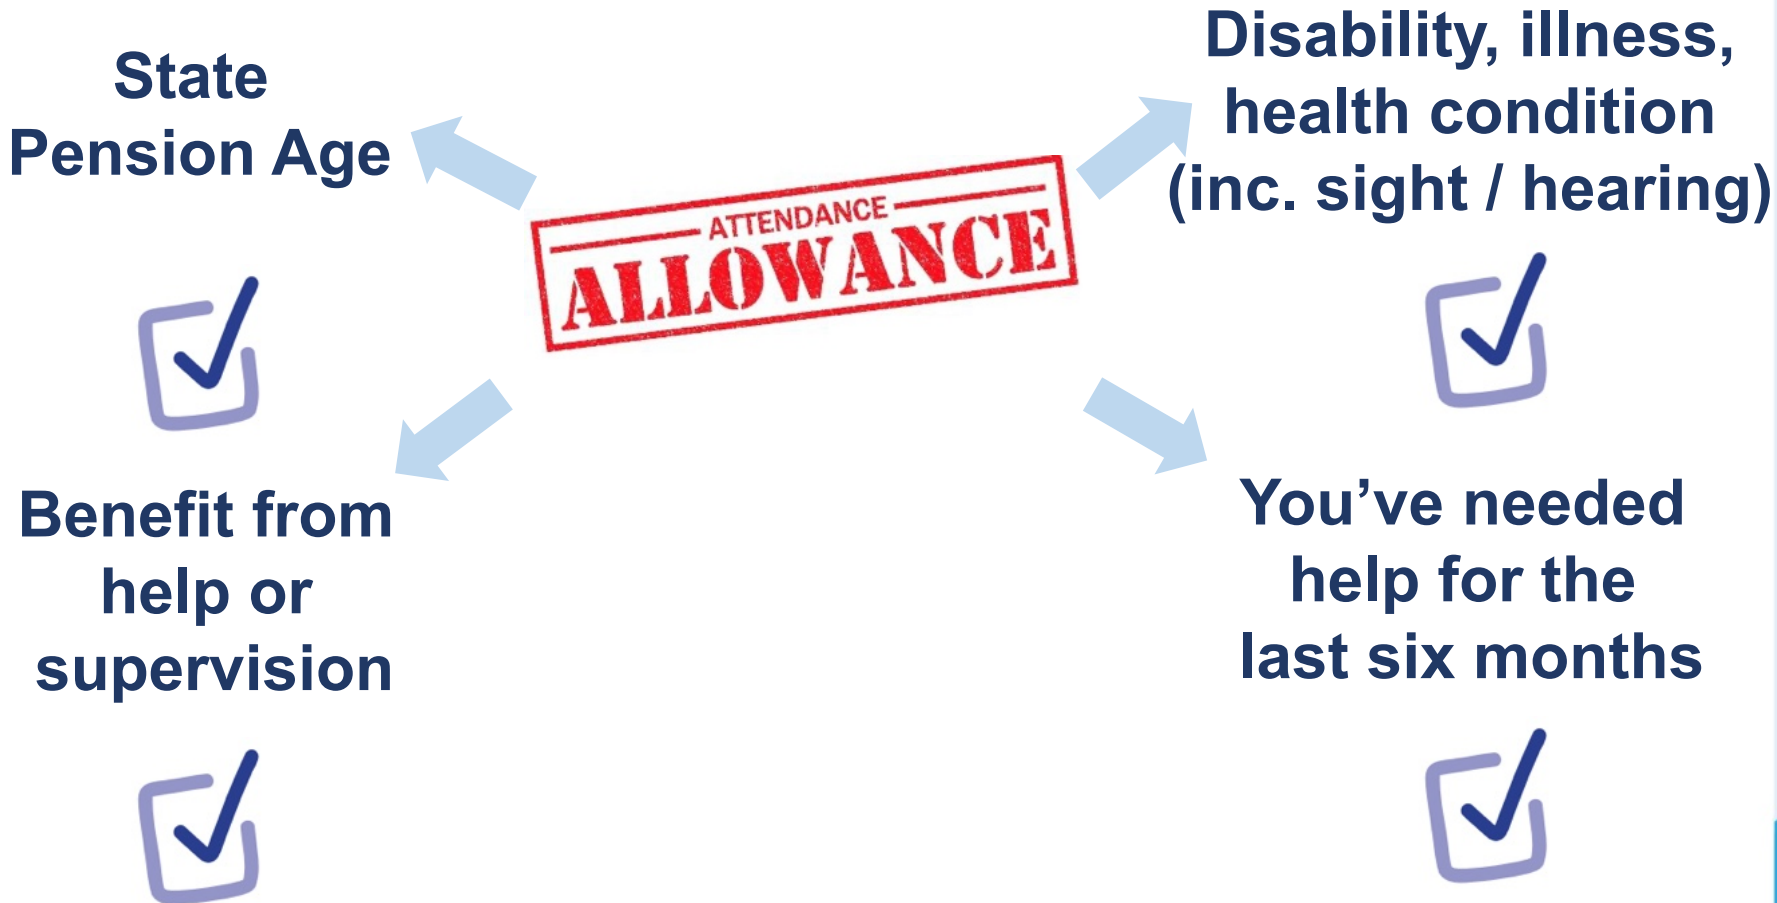 State
Pension Age
Disability, illness,
health condition
(inc. sight / hearing)
ATTENDANCE
ALLOWANCE
Benefit from
help or
supervision
You’ve needed
help for the
last six months